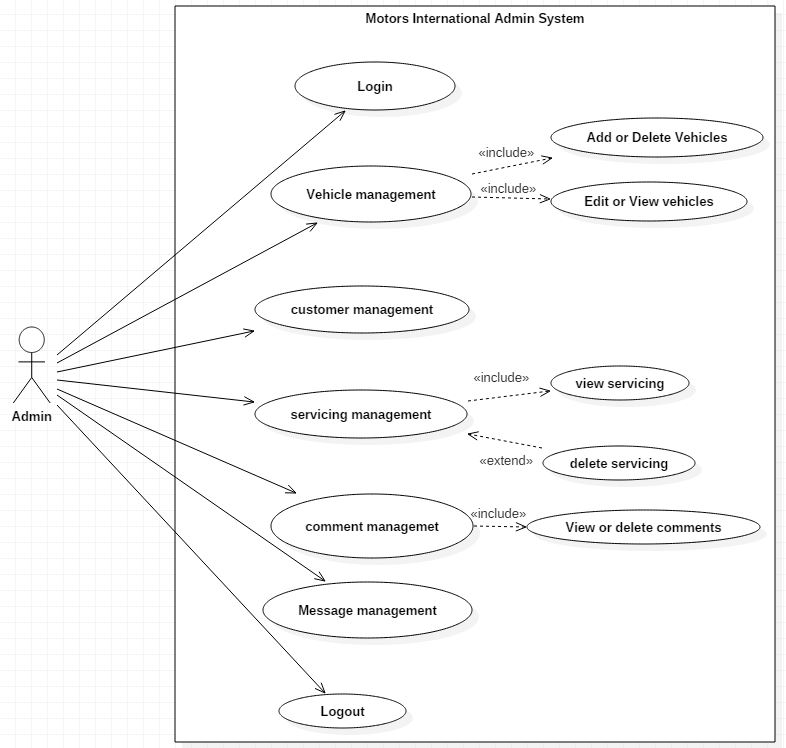 Motors International Admin System
Login
Add or Delete Vehicles
«include»
Vehicle management
«include»
Edit or View vehicles
customer management
Admin
«include»
view servicing
servicing management
«extend»
delete servicing
«include»
comment managemet
View or delete comments
Message management
Logout